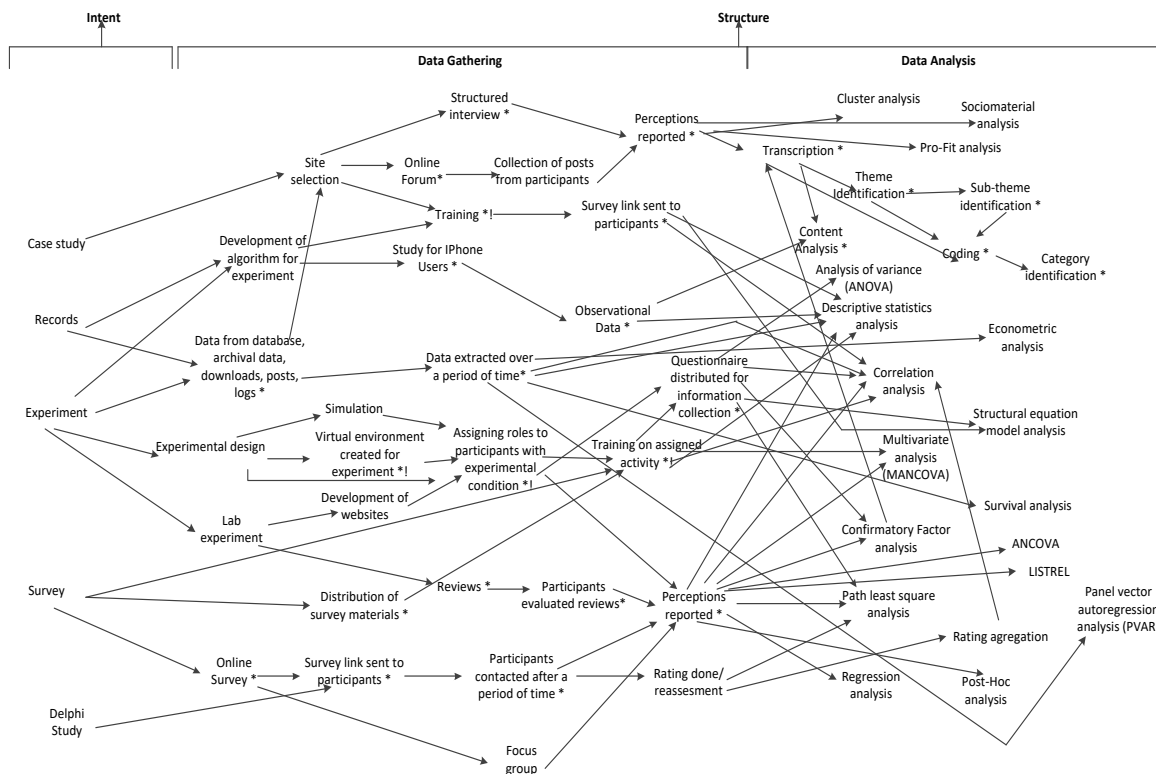 Intent
Structure
Data Gathering
Data Analysis
Structured
interview *
Perceptions
reported *
Cluster analysis
Sociomaterial
analysis
Pro-Fit analysis
Site
selection
Online
Forum*
Collection of posts
from participants
Transcription *
Theme
Identification *
Sub-theme
identification *
Training *!
Survey link sent to
participants *
Case study
Development of
algorithm for
experiment
Study for IPhone
Users *
Content
Analysis *
Coding *
Category
identification *
Analysis of variance
(ANOVA)
Records
Observational
Data *
Descriptive statistics
analysis
Econometric
analysis
Data from database,
archival data,
downloads, posts,
logs *
Data extracted over
a period of time*
Questionnaire
distributed for
information
collection *
Correlation
analysis
Experiment
Simulation
Experimental design
Virtual environment
created for
experiment *!
Assigning roles to
participants with
experimental
condition *!
Training on assigned
activity *!
Structural equation
model analysis
Multivariate
analysis
(MANCOVA)
Development of
websites
Survival analysis
Lab
experiment
Confirmatory Factor
analysis
ANCOVA
LISTREL
Survey
Distribution of
survey materials *
Reviews *
Participants
evaluated reviews*
Perceptions
reported *
Path least square
analysis
Panel vector
autoregression
analysis (PVAR
Rating agregation
Online
Survey *
Survey link sent to
participants *
Participants
contacted after a
period of time *
Rating done/
reassesment
Regression
analysis
Post-Hoc
analysis
Delphi
Study
Focus
group